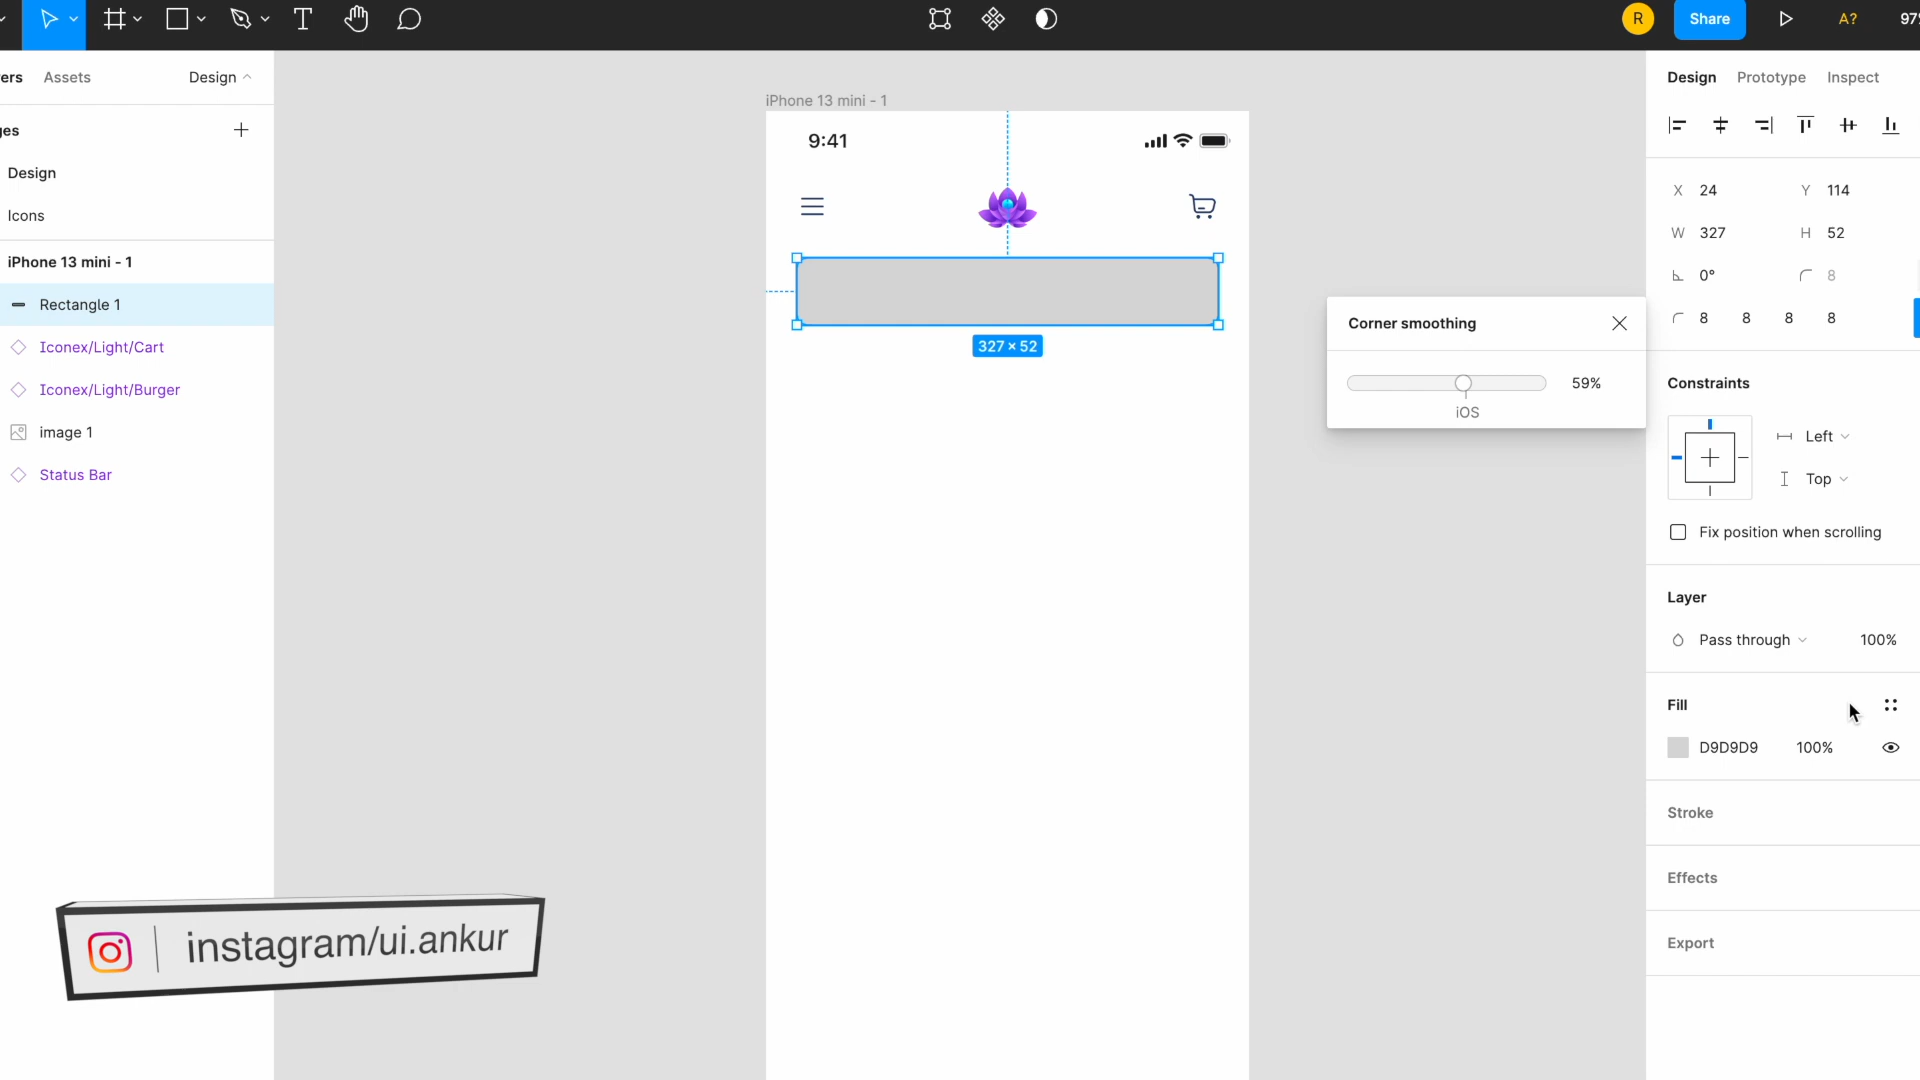 R
Share
A?
97%
ers
Assets
Design
ges
Design
Icons
iPhone 13 mini - 1
Rectangle 1
Iconex/Light/Cart
Iconex/Light/Burger
image 1
Status Bar
iPhone 13 mini - 1
9:41
327 × 52
Corner smoothing
59%
iOS
Design
Prototype
Inspect
X 24
Y 114
W 327
H 52
0°
8
8 8 8 8
Constraints
Left
Top
Fix position when scrolling
Layer
Pass through
100%
Fill
D9D9D9 100%
Stroke
Effects
Export
instagram/ui.ankur